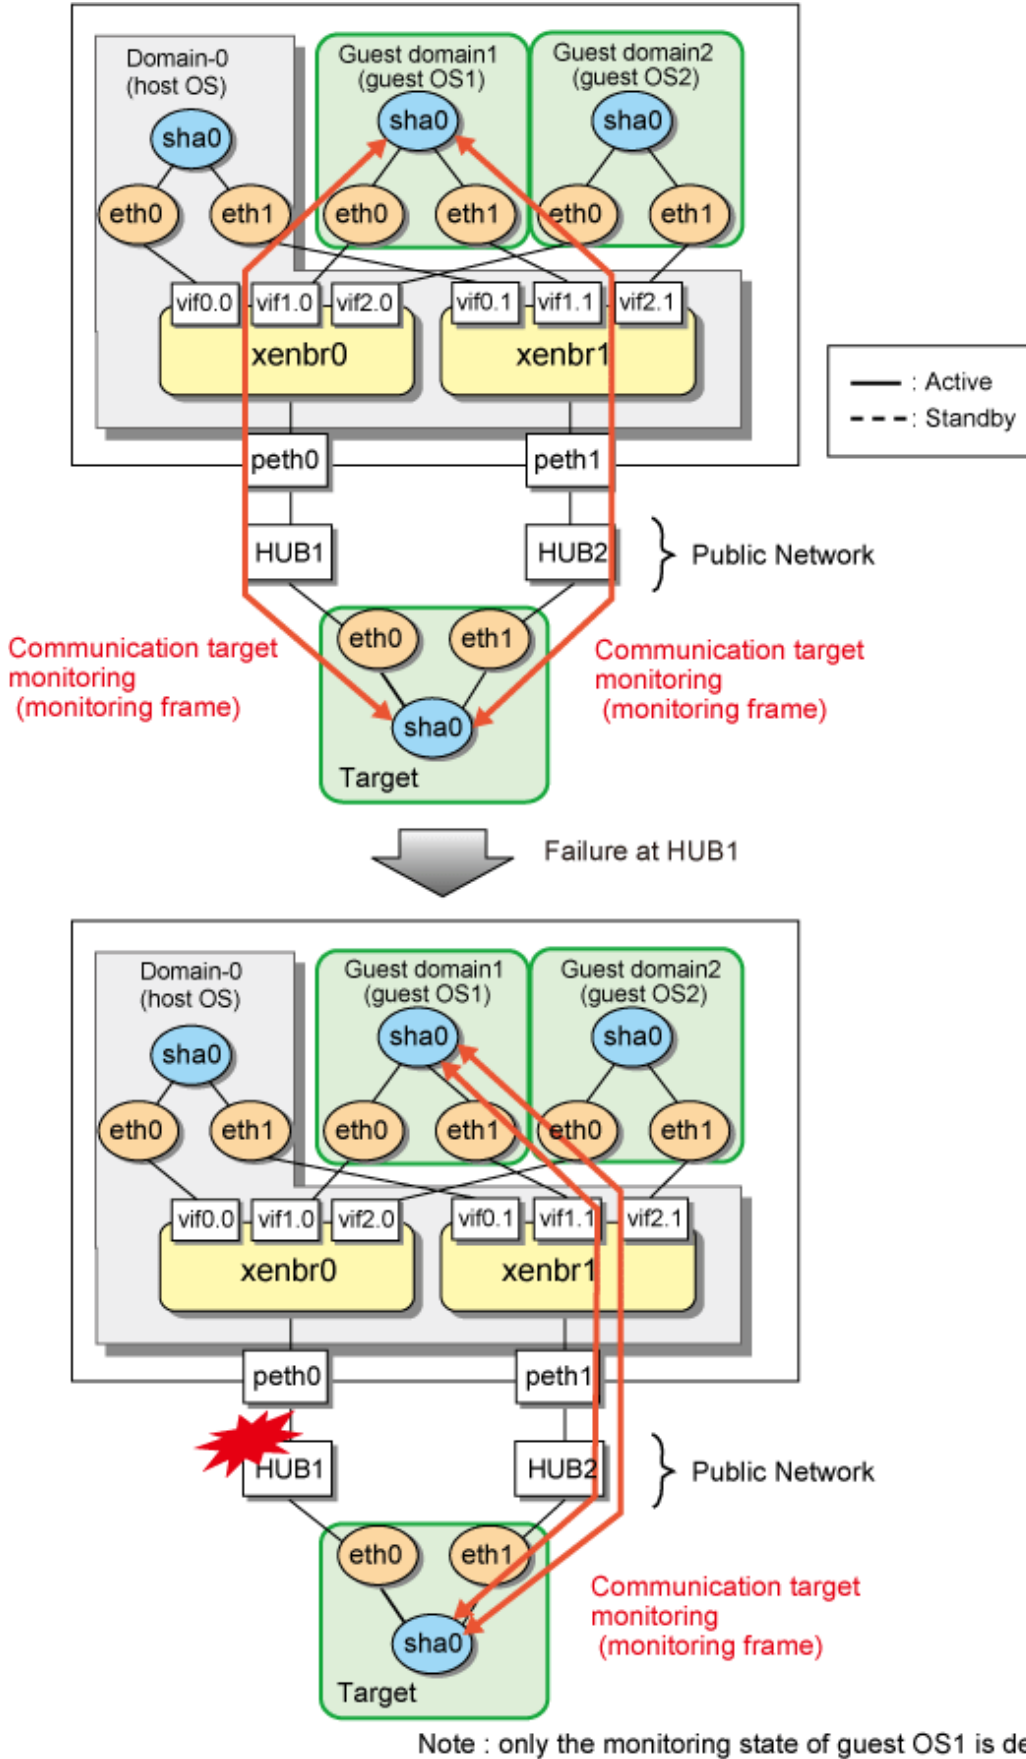 Domain-0
(host OS)
Guest domain1
(guest OS1)
Guest domain2
(guest OS2)
sha0
sha0
sha0
eth0
eth1
eth0
eth1
eth0
eth1
vif0.0
vif1.0
vif2.0
vif0.1
vif1.1
vif2.1
xenbr0
xenbr1
: Active
: Standby
peth0
peth1
HUB1
HUB2
Public Network
eth0
eth1
Communication target
monitoring
(monitoring frame)
Communication target
monitoring
(monitoring frame)
sha0
Target
Failure at HUB1
Domain-0
(host OS)
Guest domain1
(guest OS1)
Guest domain2
(guest OS2)
sha0
sha0
sha0
eth0
eth1
eth0
eth1
eth0
eth1
vif0.0
vif1.0
vif2.0
vif0.1
vif1.1
vif2.1
xenbr0
xenbr1
peth0
peth1
HUB1
HUB2
Public Network
eth0
eth1
Communication target
monitoring
(monitoring frame)
sha0
Target
Note : only the monitoring state of guest OS1 is